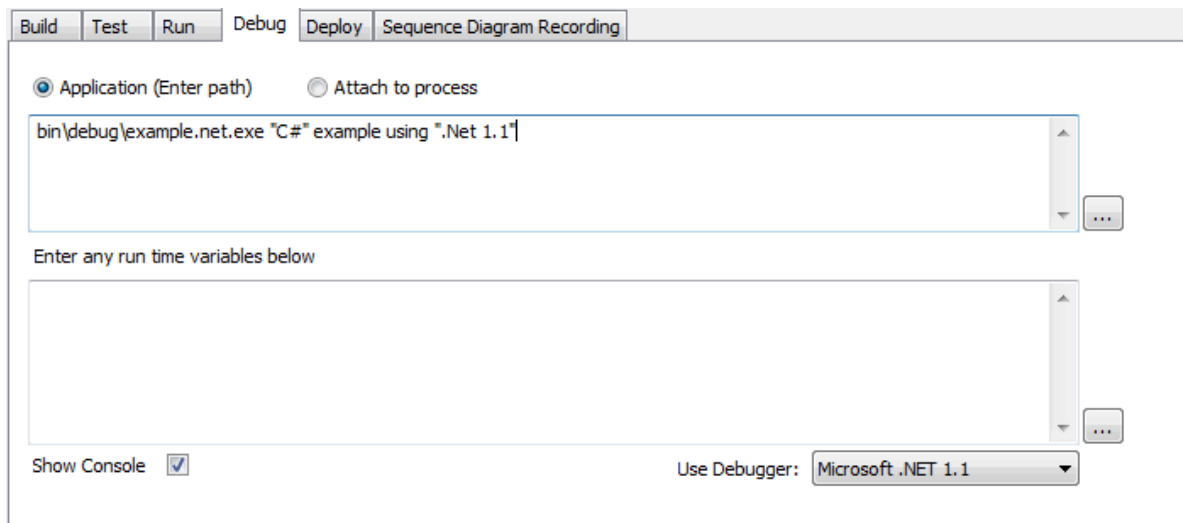 Build Test Run Debug Deploy Sequence Diagram Recording
Application (Enter path) Attach to process
bin\debug\example.net.exe "C#" example using ".Net 1.1"
...
Enter any run time variables below
...
Show Console Use Debugger: Microsoft .NET 1.1